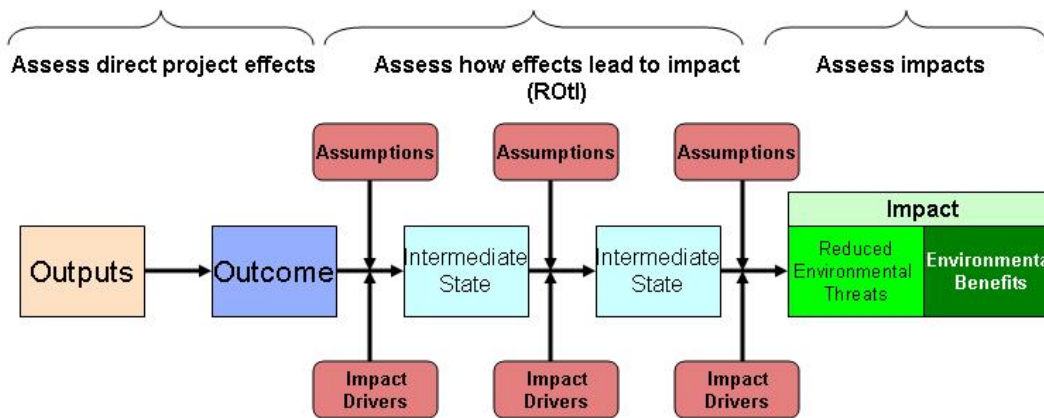 Assess direct project effects
Assess how effects lead to impact
(ROtI)
Assess impacts
Assumptions
Assumptions
Assumptions
Outputs
Outcome
Intermediate
State
Intermediate
State
Impact
Reduced
Environmental
Threats
Environmenta
Benefits
Impact
Drivers
Impact
Drivers
Impact
Drivers